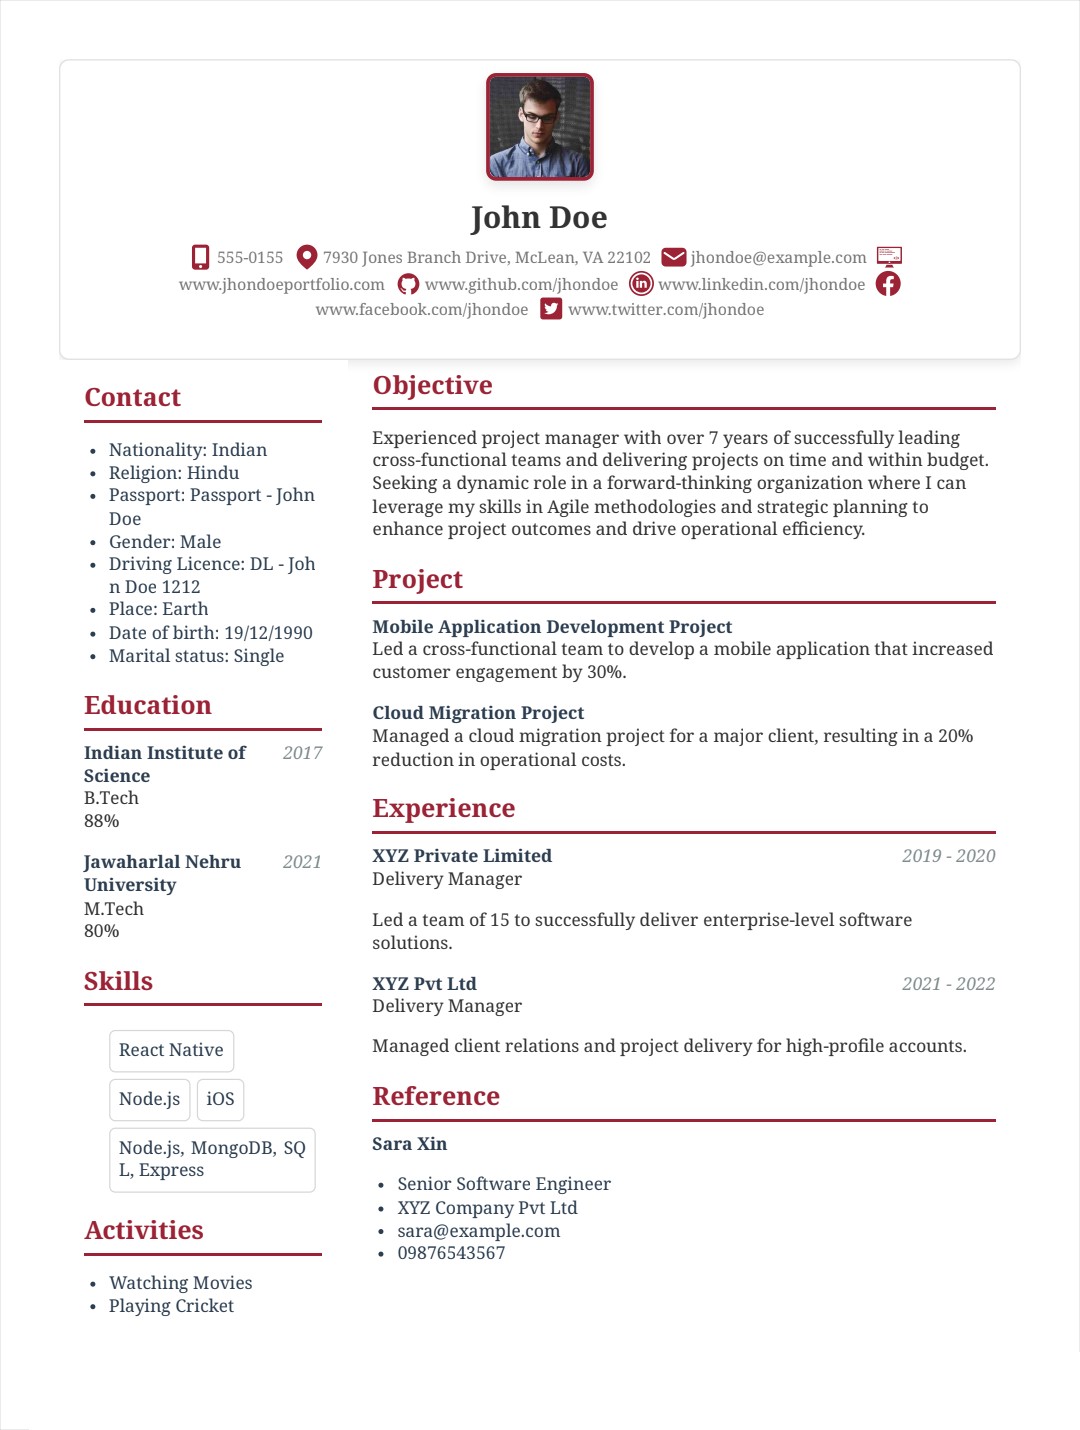 John Doe
555-0155 7930 Jones Branch Drive, McLean, VA 22102 jhondoe@example.com
www.jhondoeportfolio.com www.github.com/jhondoe www.linkedin.com/jhondoe
www.facebook.com/jhondoe www.twitter.com/jhondoe
Contact
• Nationality: Indian
• Religion: Hindu
• Passport: Passport - John
Doe
• Gender: Male
• Driving Licence: DL - Joh
n Doe 1212
• Place: Earth
• Date of birth: 19/12/1990
• Marital status: Single
Education
Indian Institute of 2017
Science
B.Tech
88%
Jawaharlal Nehru 2021
University
M.Tech
80%
Skills
React Native
Node.js iOS
Node.js, MongoDB, SQ
L, Express
Activities
• Watching Movies
• Playing Cricket
Objective
Experienced project manager with over 7 years of successfully leading
cross-functional teams and delivering projects on time and within budget.
Seeking a dynamic role in a forward-thinking organization where I can
leverage my skills in Agile methodologies and strategic planning to
enhance project outcomes and drive operational efficiency.
Project
Mobile Application Development Project
Led a cross-functional team to develop a mobile application that increased
customer engagement by 30%.
Cloud Migration Project
Managed a cloud migration project for a major client, resulting in a 20%
reduction in operational costs.
Experience
XYZ Private Limited 2019 - 2020
Delivery Manager
Led a team of 15 to successfully deliver enterprise-level software
solutions.
XYZ Pvt Ltd 2021 - 2022
Delivery Manager
Managed client relations and project delivery for high-profile accounts.
Reference
Sara Xin
• Senior Software Engineer
• XYZ Company Pvt Ltd
• sara@example.com
• 09876543567